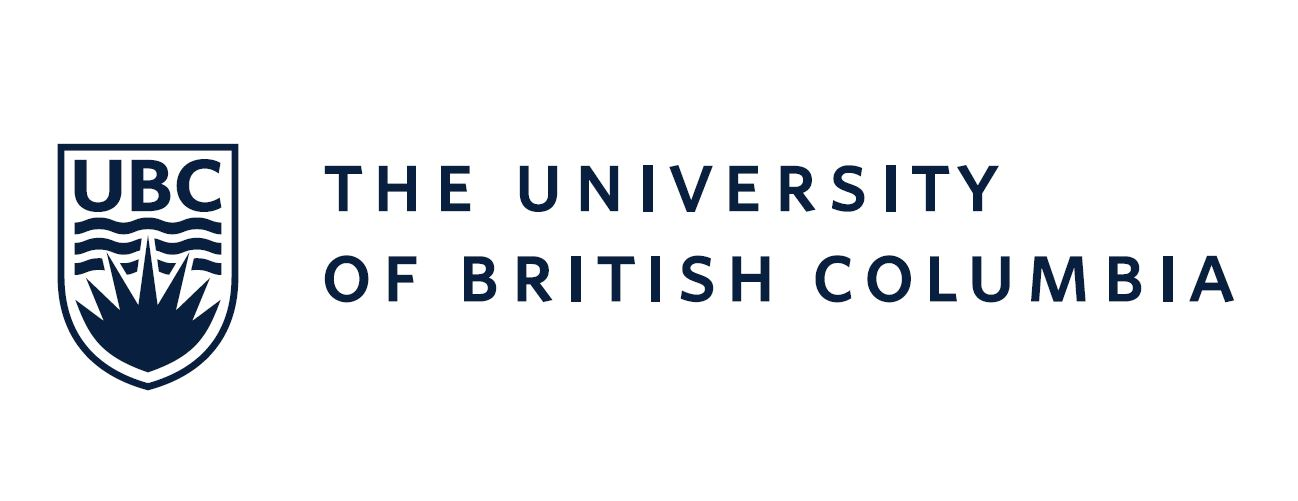 UBC
THE UNIVERSITY
OF BRITISH COLUMBIA